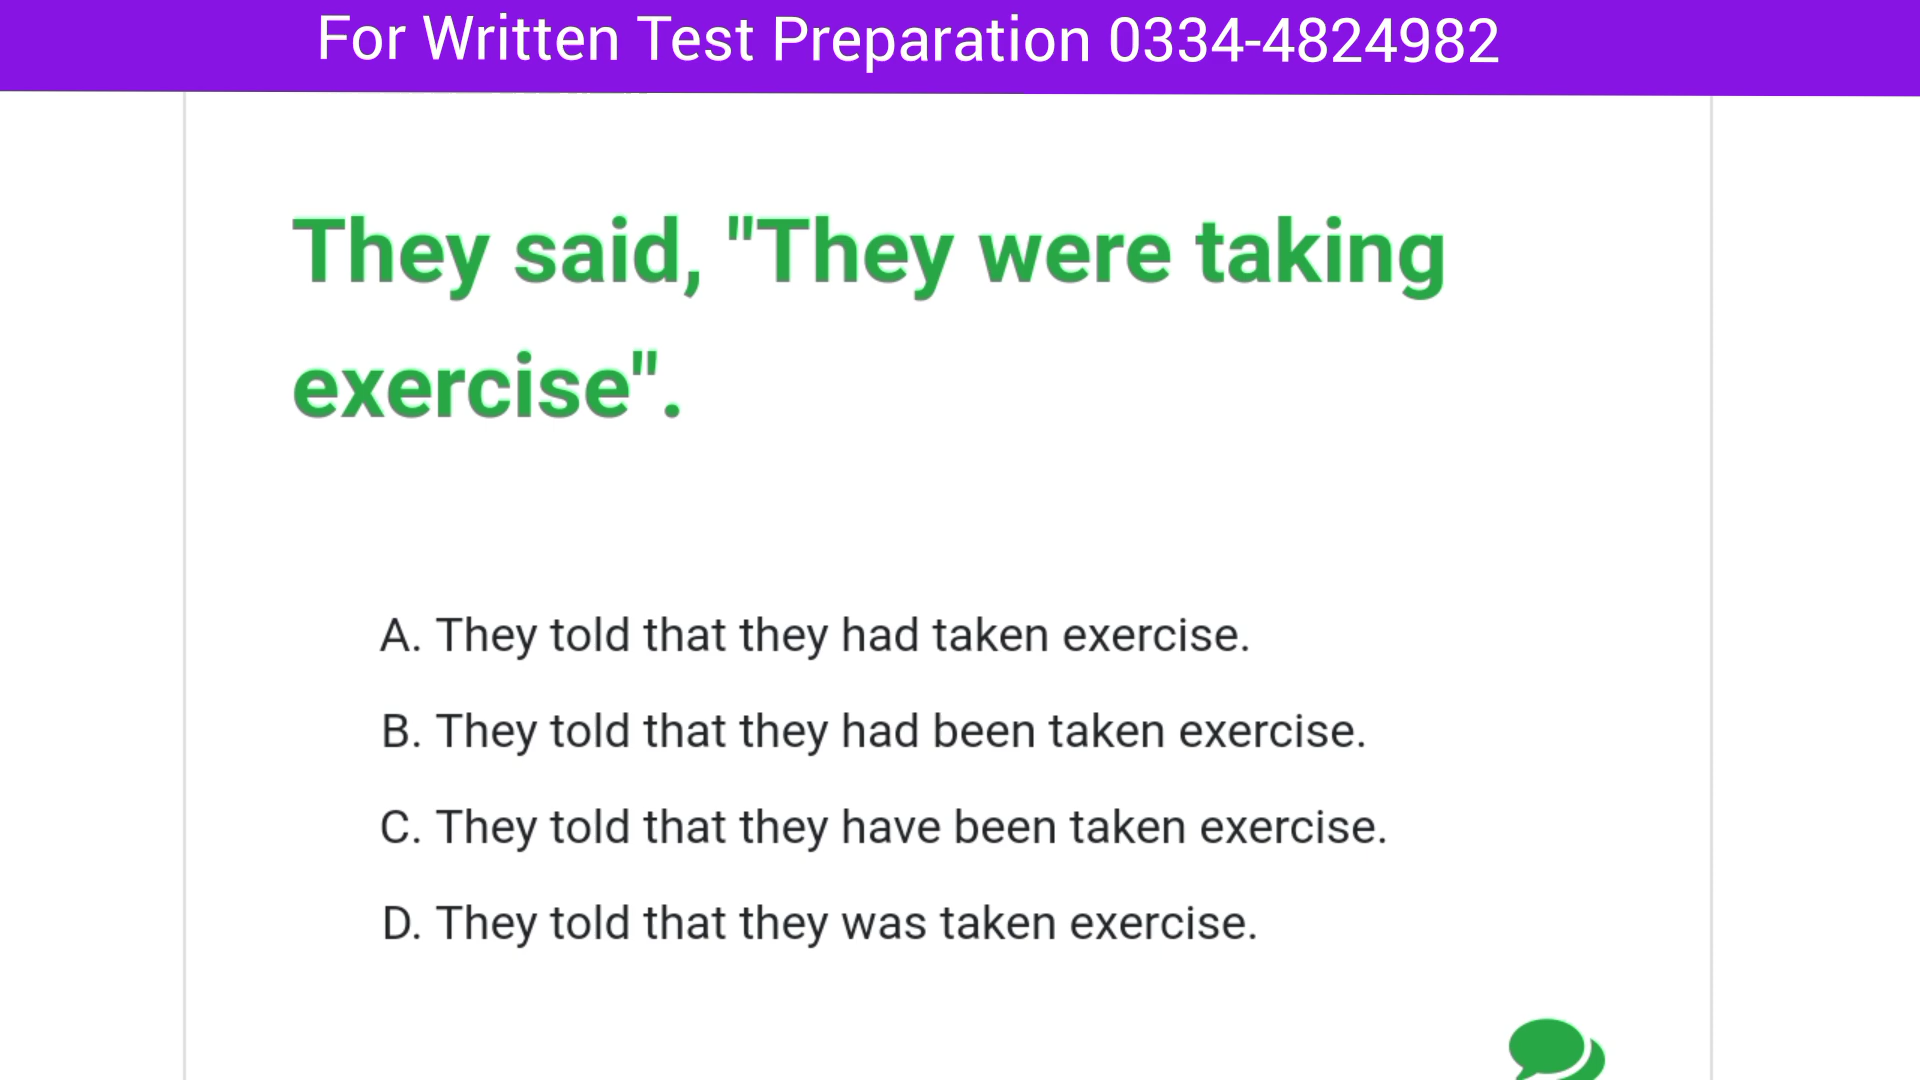 For Written Test Preparation 0334-4824982
They said, "They were taking
exercise".
A. They told that they had taken exercise.
B. They told that they had been taken exercise.
C. They told that they have been taken exercise.
D. They told that they was taken exercise.